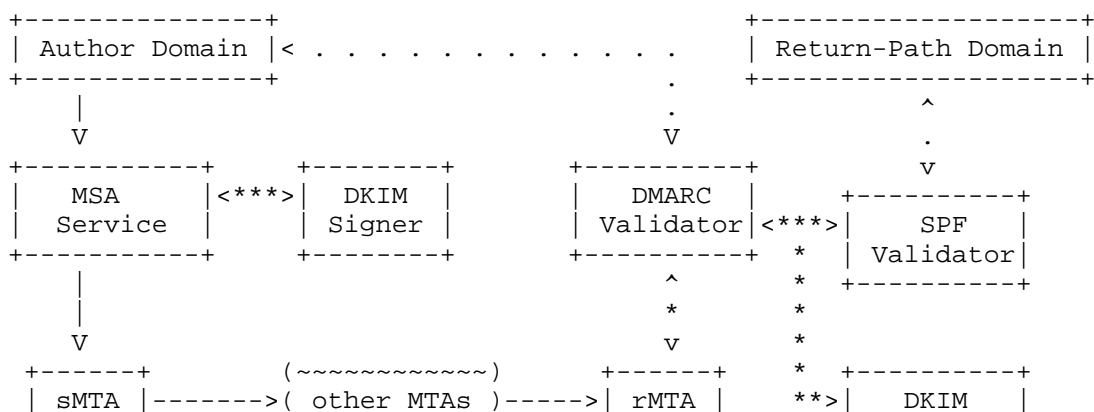 Author Domain Return-Path Domain
MSA DKIM DMARC
Service Signer Validator SPF
Validator
sMTA other MTAs rMTA DKIM